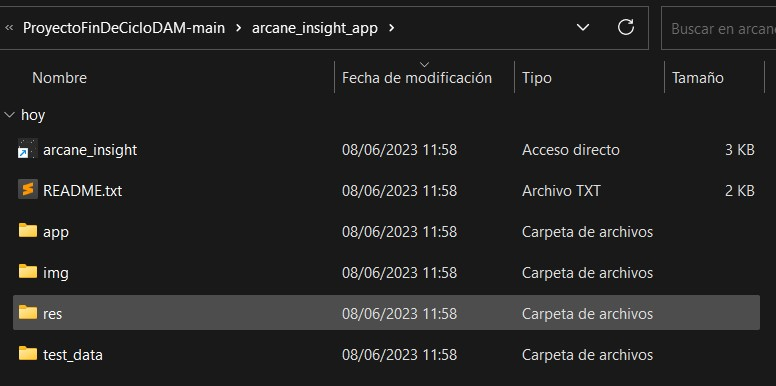 « ProyectoFinDeCicloDAM-main > arcane_insight_app > Buscar en arcane
Nombre Fecha de modificación Tipo Tamaño
hoy
arcane_insight 08/06/2023 11:58 Acceso directo 3 KB
README.txt 08/06/2023 11:58 Archivo TXT 2 KB
app 08/06/2023 11:58 Carpeta de archivos
img 08/06/2023 11:58 Carpeta de archivos
res 08/06/2023 11:58 Carpeta de archivos
test_data 08/06/2023 11:58 Carpeta de archivos